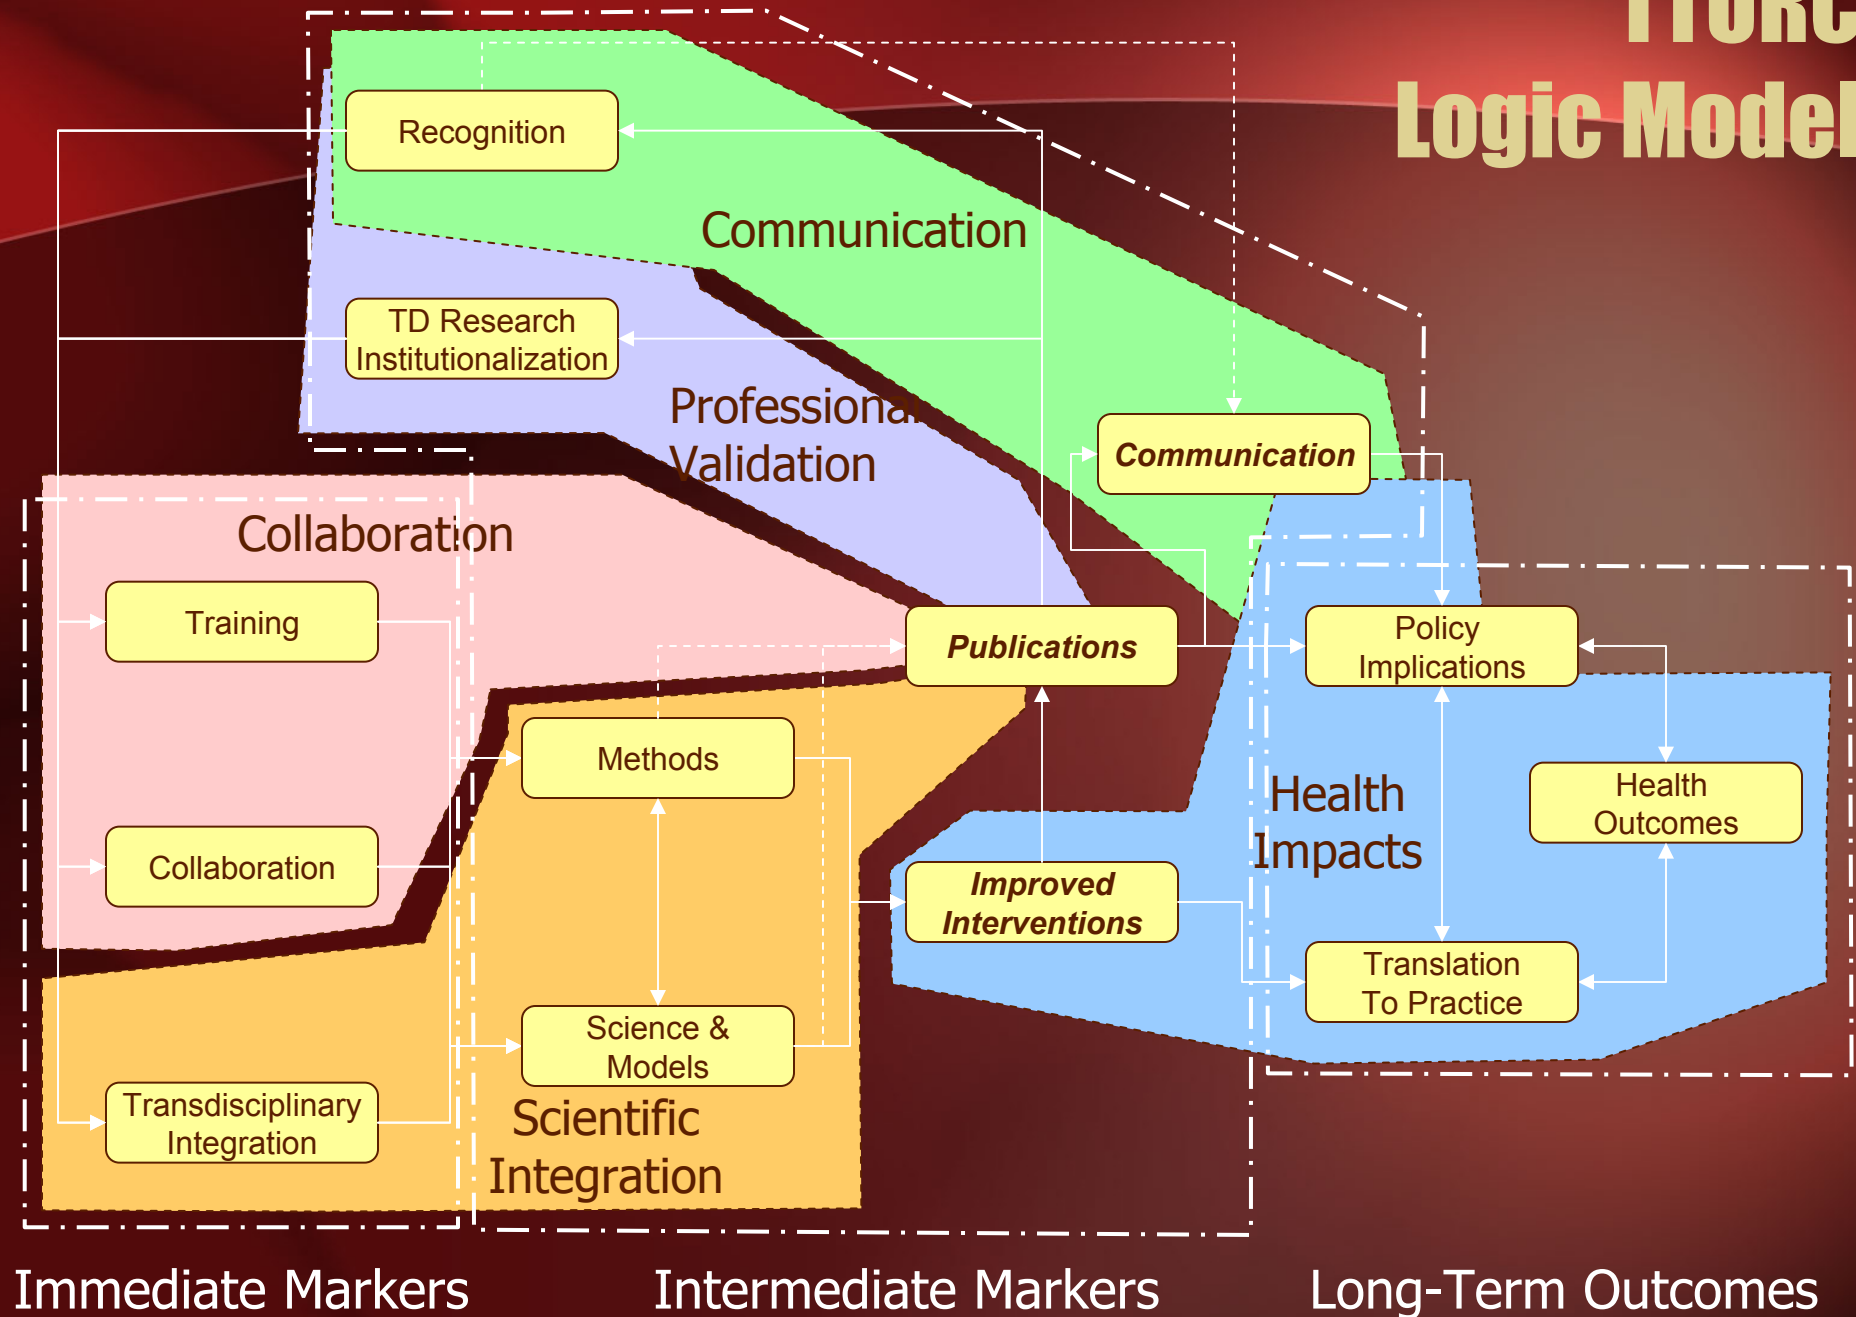 TTURC
Logic Model
Recognition
Communication
TD Research
Institutionalization
Professional
Validation
Communication
Collaboration
Training
Publications
Policy
Implications
Methods
Health
Impacts
Health
Outcomes
Collaboration
Improved
Interventions
Translation
To Practice
Science &
Models
Transdisciplinary
Integration
Scientific
Integration
Immediate Markers
Intermediate Markers
Long-Term Outcomes